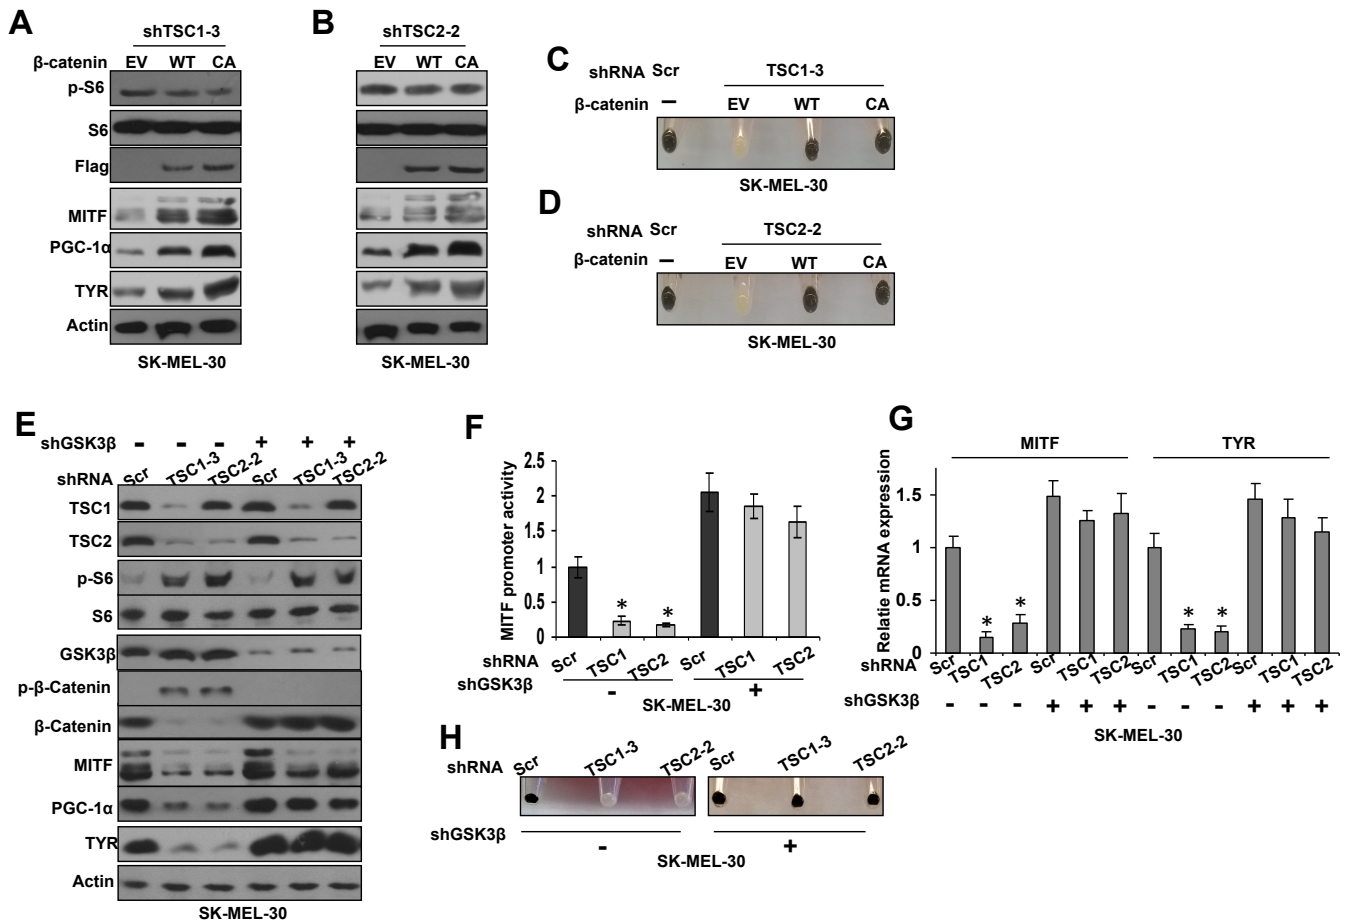 A
shTSC1-3
β-catenin EV WT CA
p-S6
S6
Flag
MITF
PGC-1α
TYR
Actin
SK-MEL-30
B
shTSC2-2
EV WT CA
SK-MEL-30
C
shRNA Scr TSC1-3
β-catenin – EV WT CA
SK-MEL-30
D
shRNA Scr TSC2-2
β-catenin – EV WT CA
SK-MEL-30
E
shGSK3β - - - + + +
shRNA Scr TSC1-3 TSC2-2 Scr TSC1-3 TSC2-2
TSC1
TSC2
p-S6
S6
GSK3β
p-β-Catenin
β-Catenin
MITF
PGC-1α
TYR
Actin
SK-MEL-30
F
MITF promoter activity
2.5
2
1.5
1
0.5
0
* *
shRNA Scr TSC1 TSC2 Scr TSC1 TSC2
shGSK3β - +
SK-MEL-30
G
MITF TYR
Relatie mRNA expression
1.5
1
0.5
0
* * * *
shRNA Scr TSC1 TSC2 Scr TSC1 TSC2 Scr TSC1 TSC2 Scr TSC1 TSC2
shGSK3β - - - + + + - - - + + +
SK-MEL-30
H
shRNA Scr TSC1-3 TSC2-2 Scr TSC1-3 TSC2-2
shGSK3β - +
SK-MEL-30